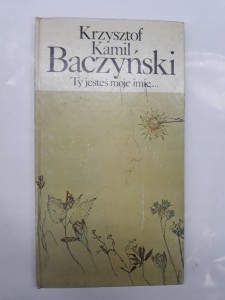 Krzysztof
Kamil
Baczyński
Ty jesteś moje imię...